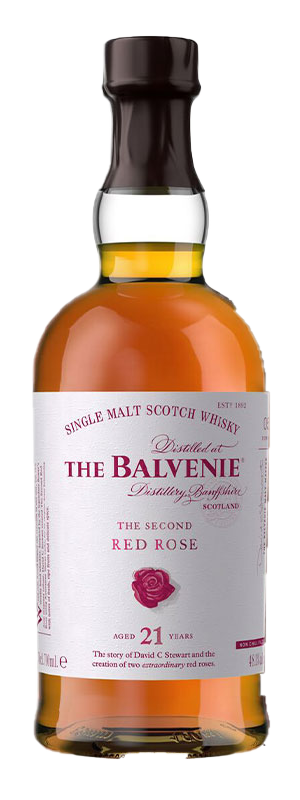 ESTD 1892
SINGLE MALT SCOTCH WHISKY
Distilled at
THE BALVENIE®
Distillery, Banffshire
SCOTLAND
THE SECOND
RED ROSE
AGED 21 YEARS
The story of David C Stewart and the
creation of two extraordinary red roses.
700mL e